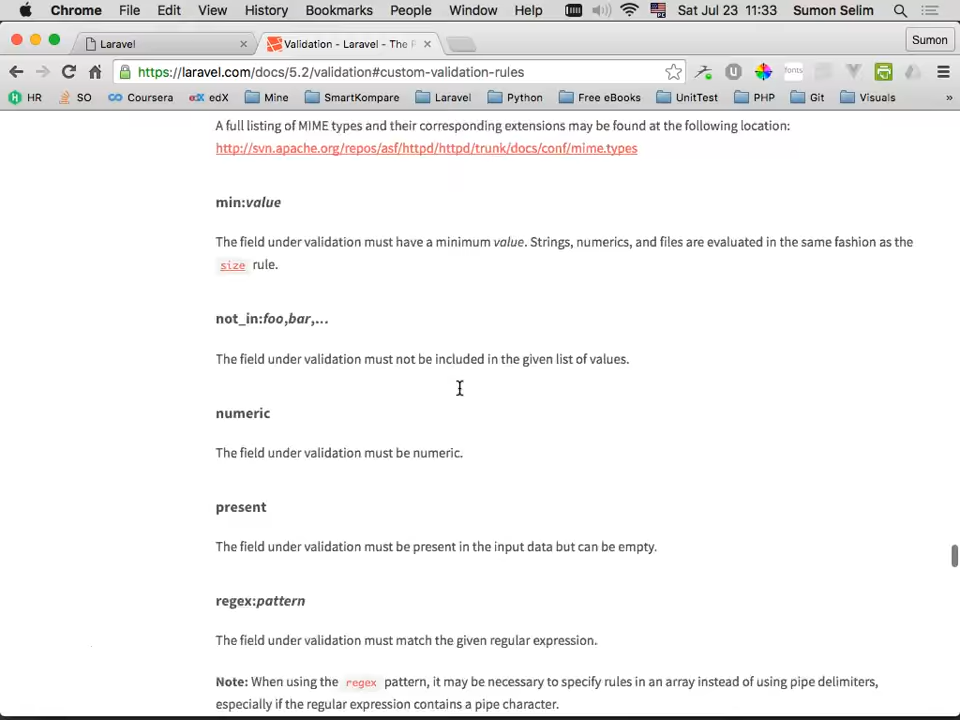 Chrome File Edit View History Bookmarks People Window Help Sat Jul 23 11:33 Sumon Selim
Laravel Validation - Laravel - The P Sumon
https://laravel.com/docs/5.2/validation#custom-validation-rules fonts
HR SO Coursera edX Mine SmartKompare Laravel Python Free eBooks UnitTest PHP Git Visuals »
A full listing of MIME types and their corresponding extensions may be found at the following location:
http://svn.apache.org/repos/asf/httpd/httpd/trunk/docs/conf/mime.types
min:value
The field under validation must have a minimum value. Strings, numerics, and files are evaluated in the same fashion as the
size rule.
not_in:foo,bar,...
The field under validation must not be included in the given list of values.
numeric
The field under validation must be numeric.
present
The field under validation must be present in the input data but can be empty.
regex:pattern
The field under validation must match the given regular expression.
Note: When using the regex pattern, it may be necessary to specify rules in an array instead of using pipe delimiters,
especially if the regular expression contains a pipe character.